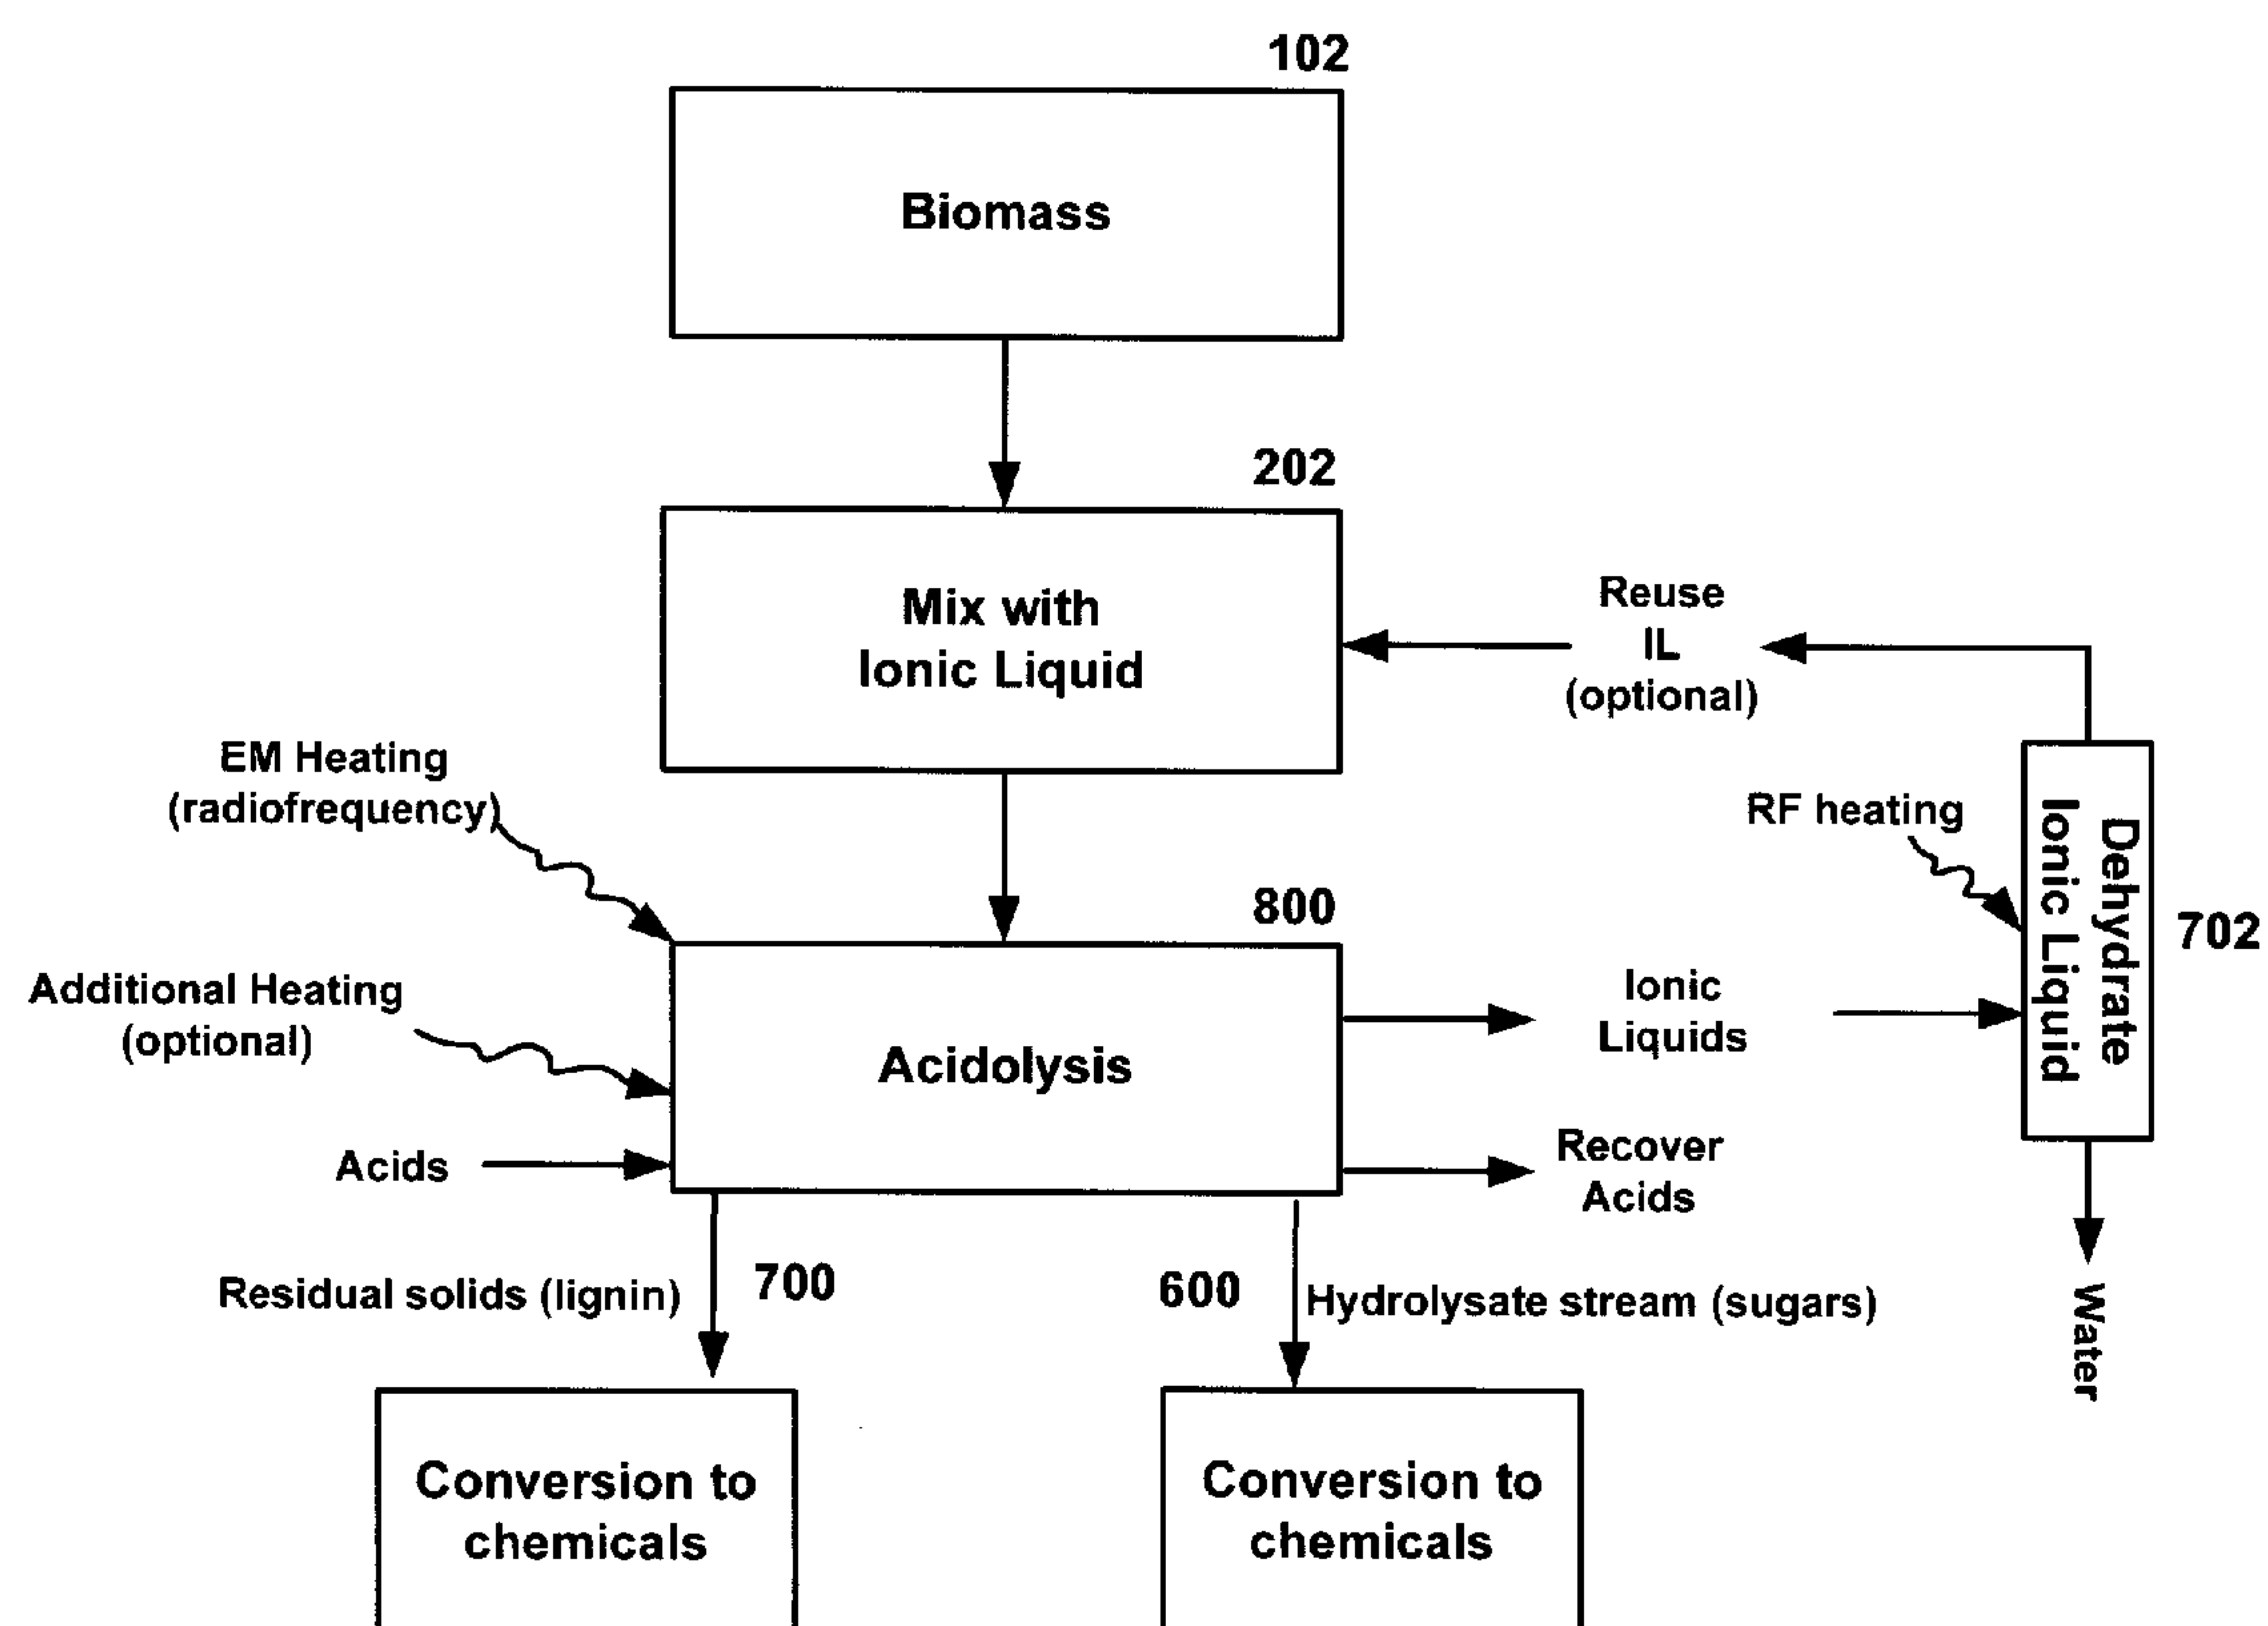 102
Biomass
202
Mix with
Ionic Liquid
Reuse
IL
(optional)
EM Heating
(radiofrequency)
RF heating
Dehydrate
Ionic Liquid
702
800
Additional Heating
(optional)
Acidolysis
Ionic
Liquids
Acids
Recover
Acids
Residual solids (lignin)
700
600
Hydrolysate stream (sugars)
Water
Conversion to
chemicals
Conversion to
chemicals